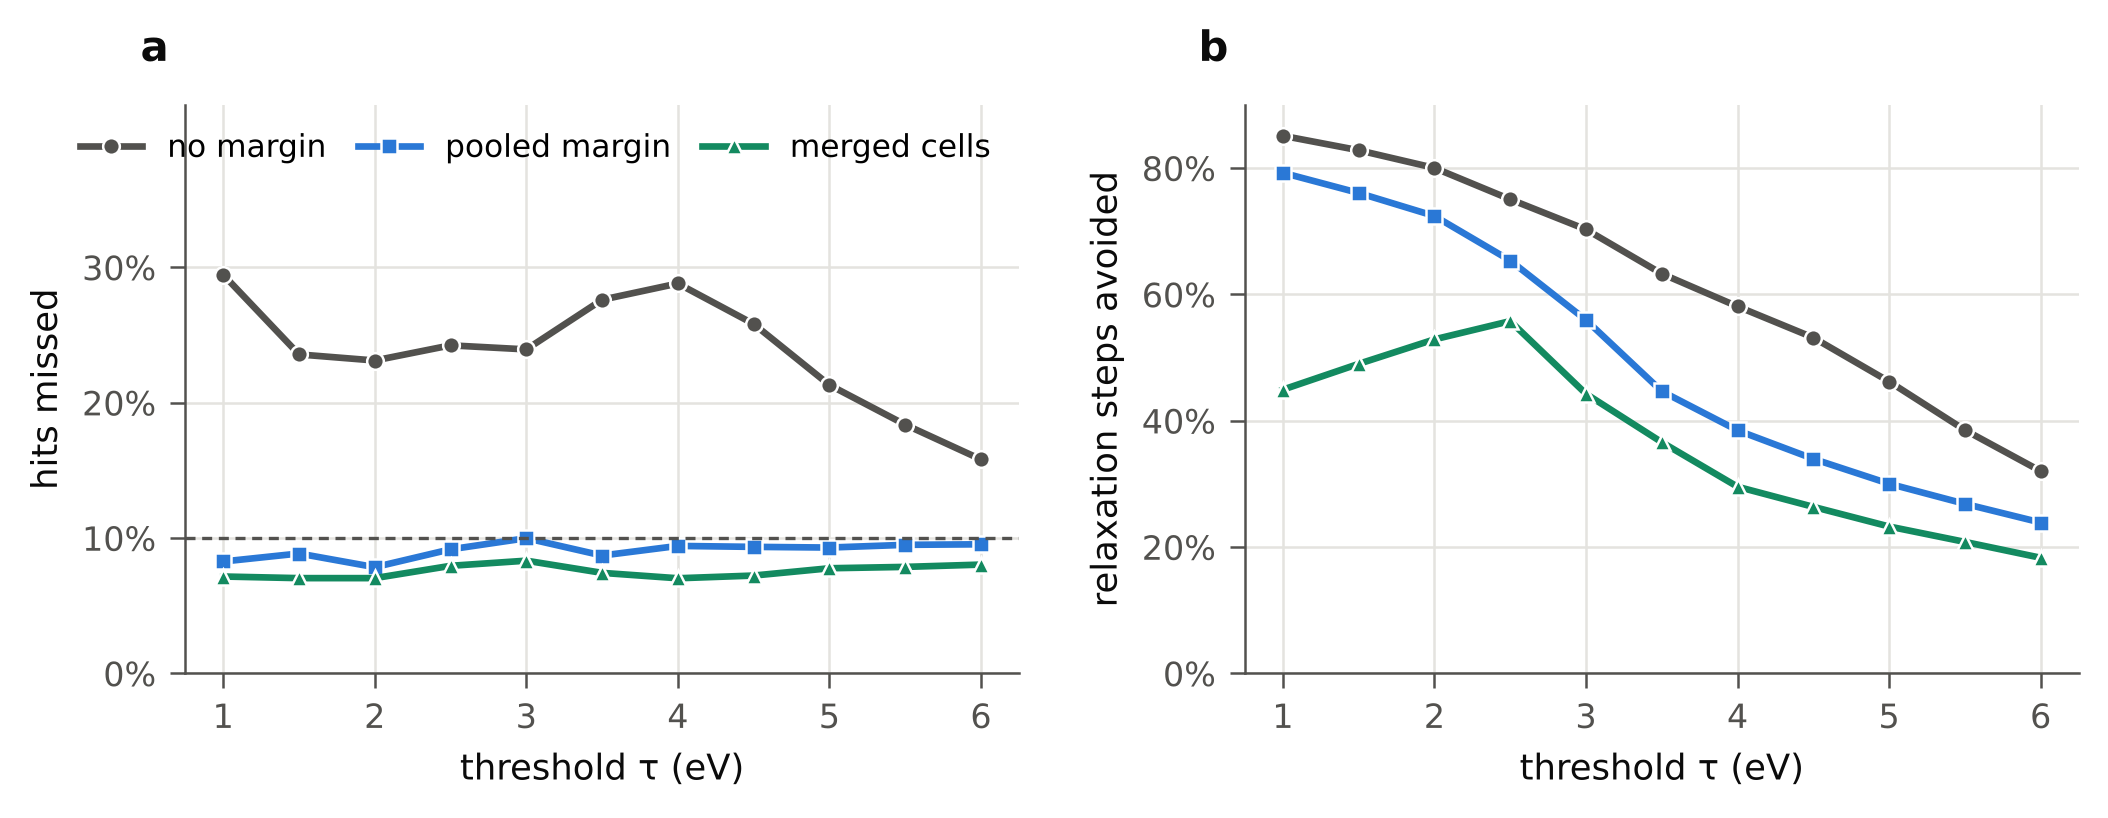 a
no margin
pooled margin
merged cells
hits missed
30%
20%
10%
0%
1 2 3 4 5 6
threshold τ (eV)
b
relaxation steps avoided
80%
60%
40%
20%
0%
1 2 3 4 5 6
threshold τ (eV)